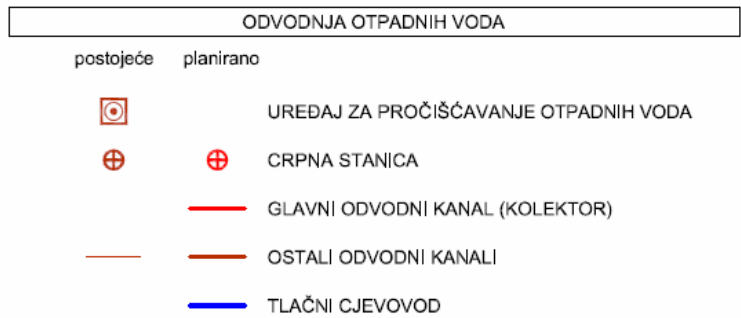 ODVODNJA OTPADNIH VODA
postojeće planirano
UREĐAJ ZA PROČIŠĆAVANJE OTPADNIH VODA
CRPNA STANICA
GLAVNI ODVODNI KANAL (KOLEKTOR)
OSTALI ODVODNI KANALI
TLAČNI CJEVOVOD